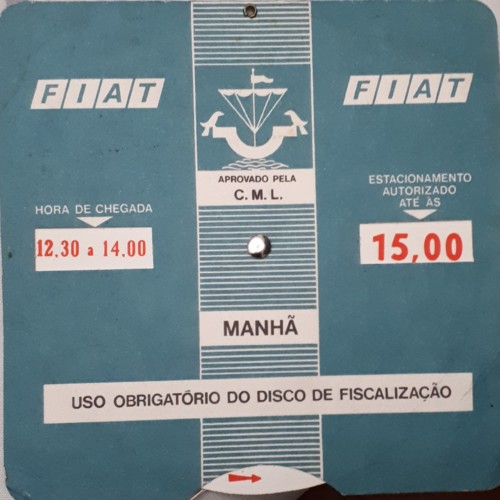 FIAT
FIAT
APROVADO PELA
C.M.L.
HORA DE CHEGADA
12,30 a 14,00
ESTACIONAMENTO
AUTORIZADO
ATÉ ÀS
15,00
MANHÃ
USO OBRIGATÓRIO DO DISCO DE FISCALIZAÇÃO